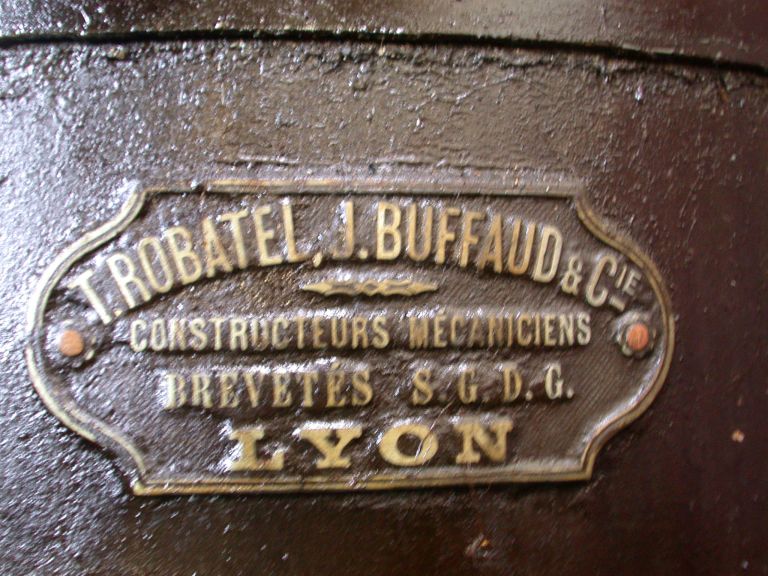 T. ROBATEL, J. BUFFAUD & CIE
CONSTRUCTEURS MÉCANICIENS
BREVETÉS S. G. D. G.
LYON